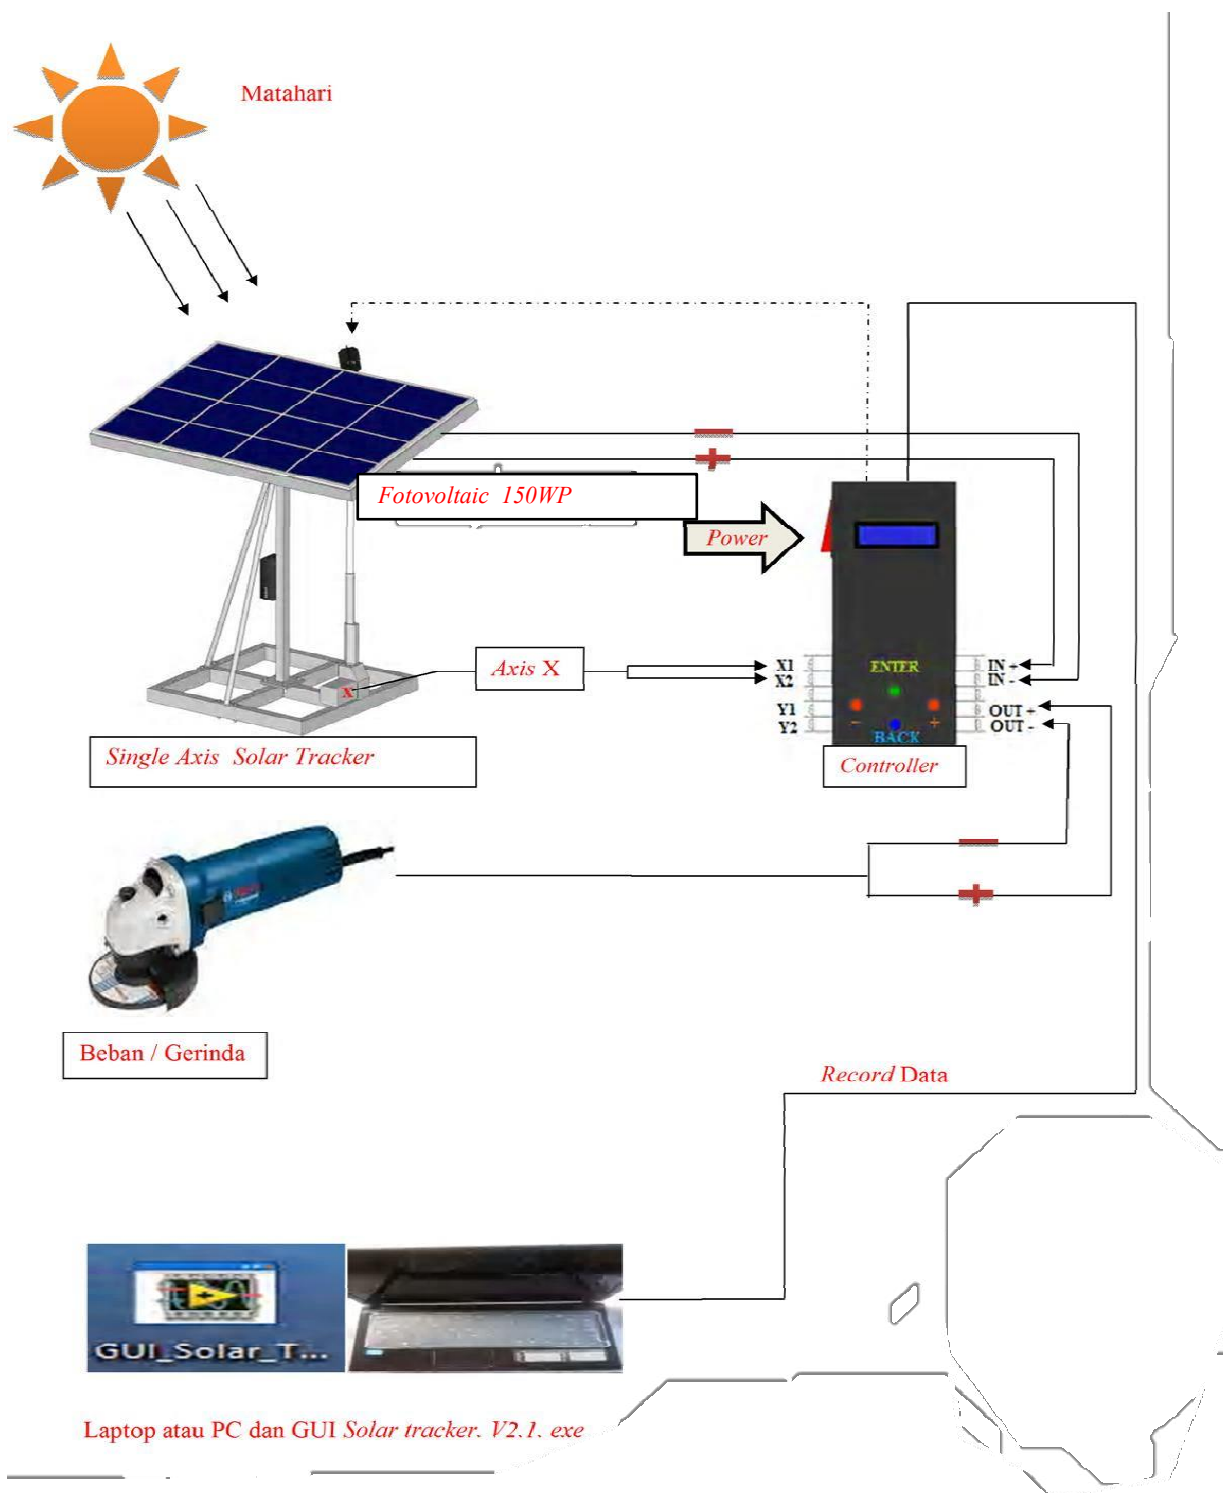 Matahari
Fotovoltaic 150WP
Power
X1
X2
Y1
Y2
ENTER
BACK
- +
IN +
IN -
OUT +
OUT -
Axis X
X
Single Axis Solar Tracker
Controller
Beban / Gerinda
Record Data
GUI_Solar_T...
Laptop atau PC dan GUI Solar tracker. V2.1. exe